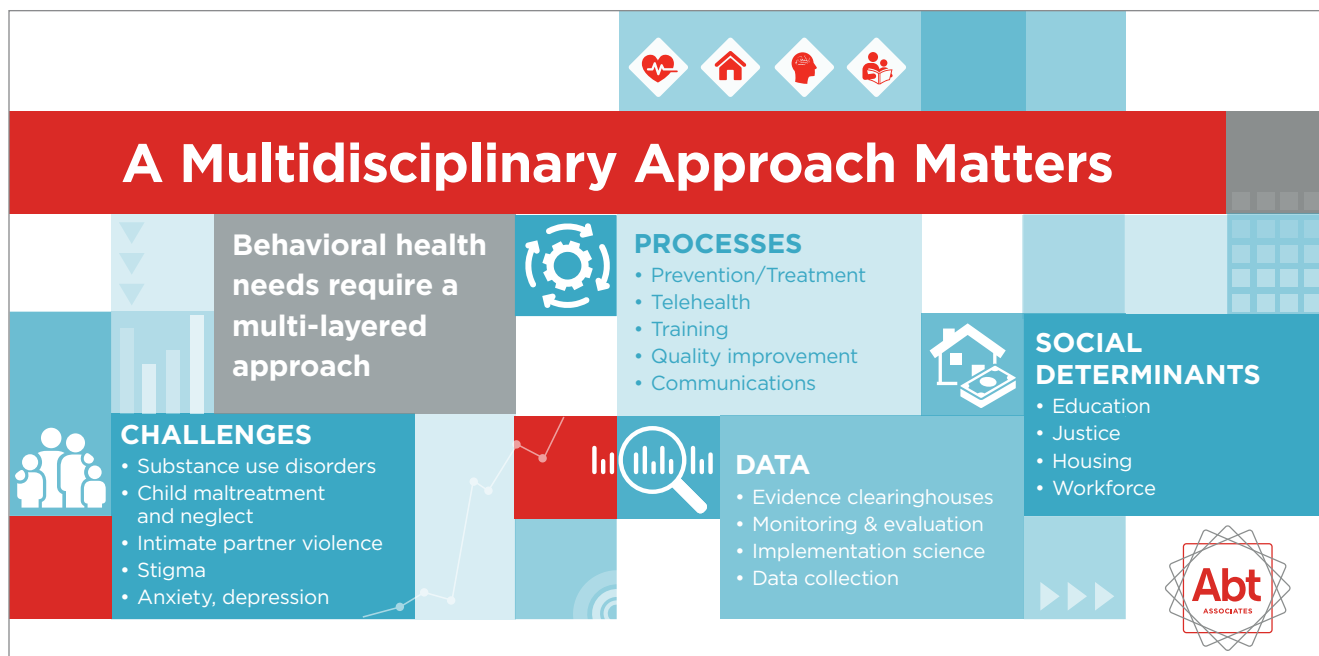 A Multidisciplinary Approach Matters
Behavioral health
needs require a
multi-layered
approach
PROCESSES
• Prevention/Treatment
• Telehealth
• Training
• Quality improvement
• Communications
SOCIAL
DETERMINANTS
• Education
• Justice
• Housing
• Workforce
CHALLENGES
• Substance use disorders
• Child maltreatment
and neglect
• Intimate partner violence
• Stigma
• Anxiety, depression
DATA
• Evidence clearinghouses
• Monitoring & evaluation
• Implementation science
• Data collection
Abt
ASSOCIATES